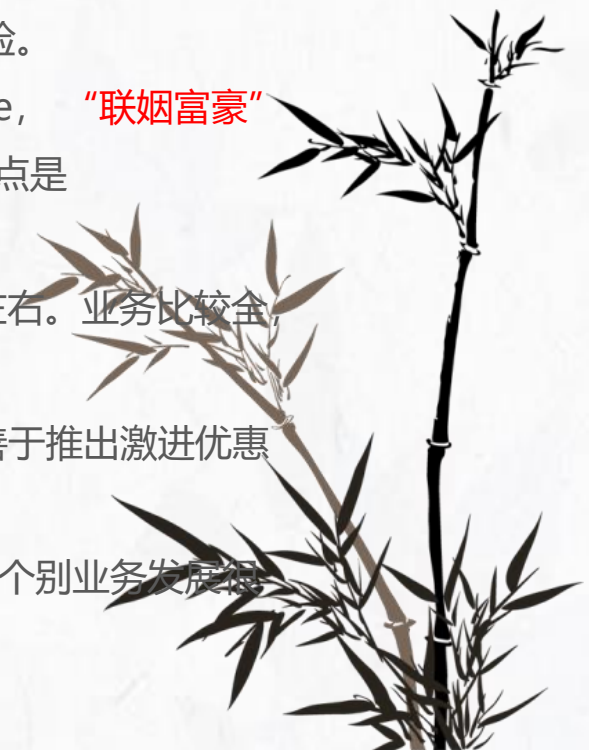 险。
e， “联姻富豪”
点是
左右。业务比较全，
善于推出激进优惠
个别业务发展很